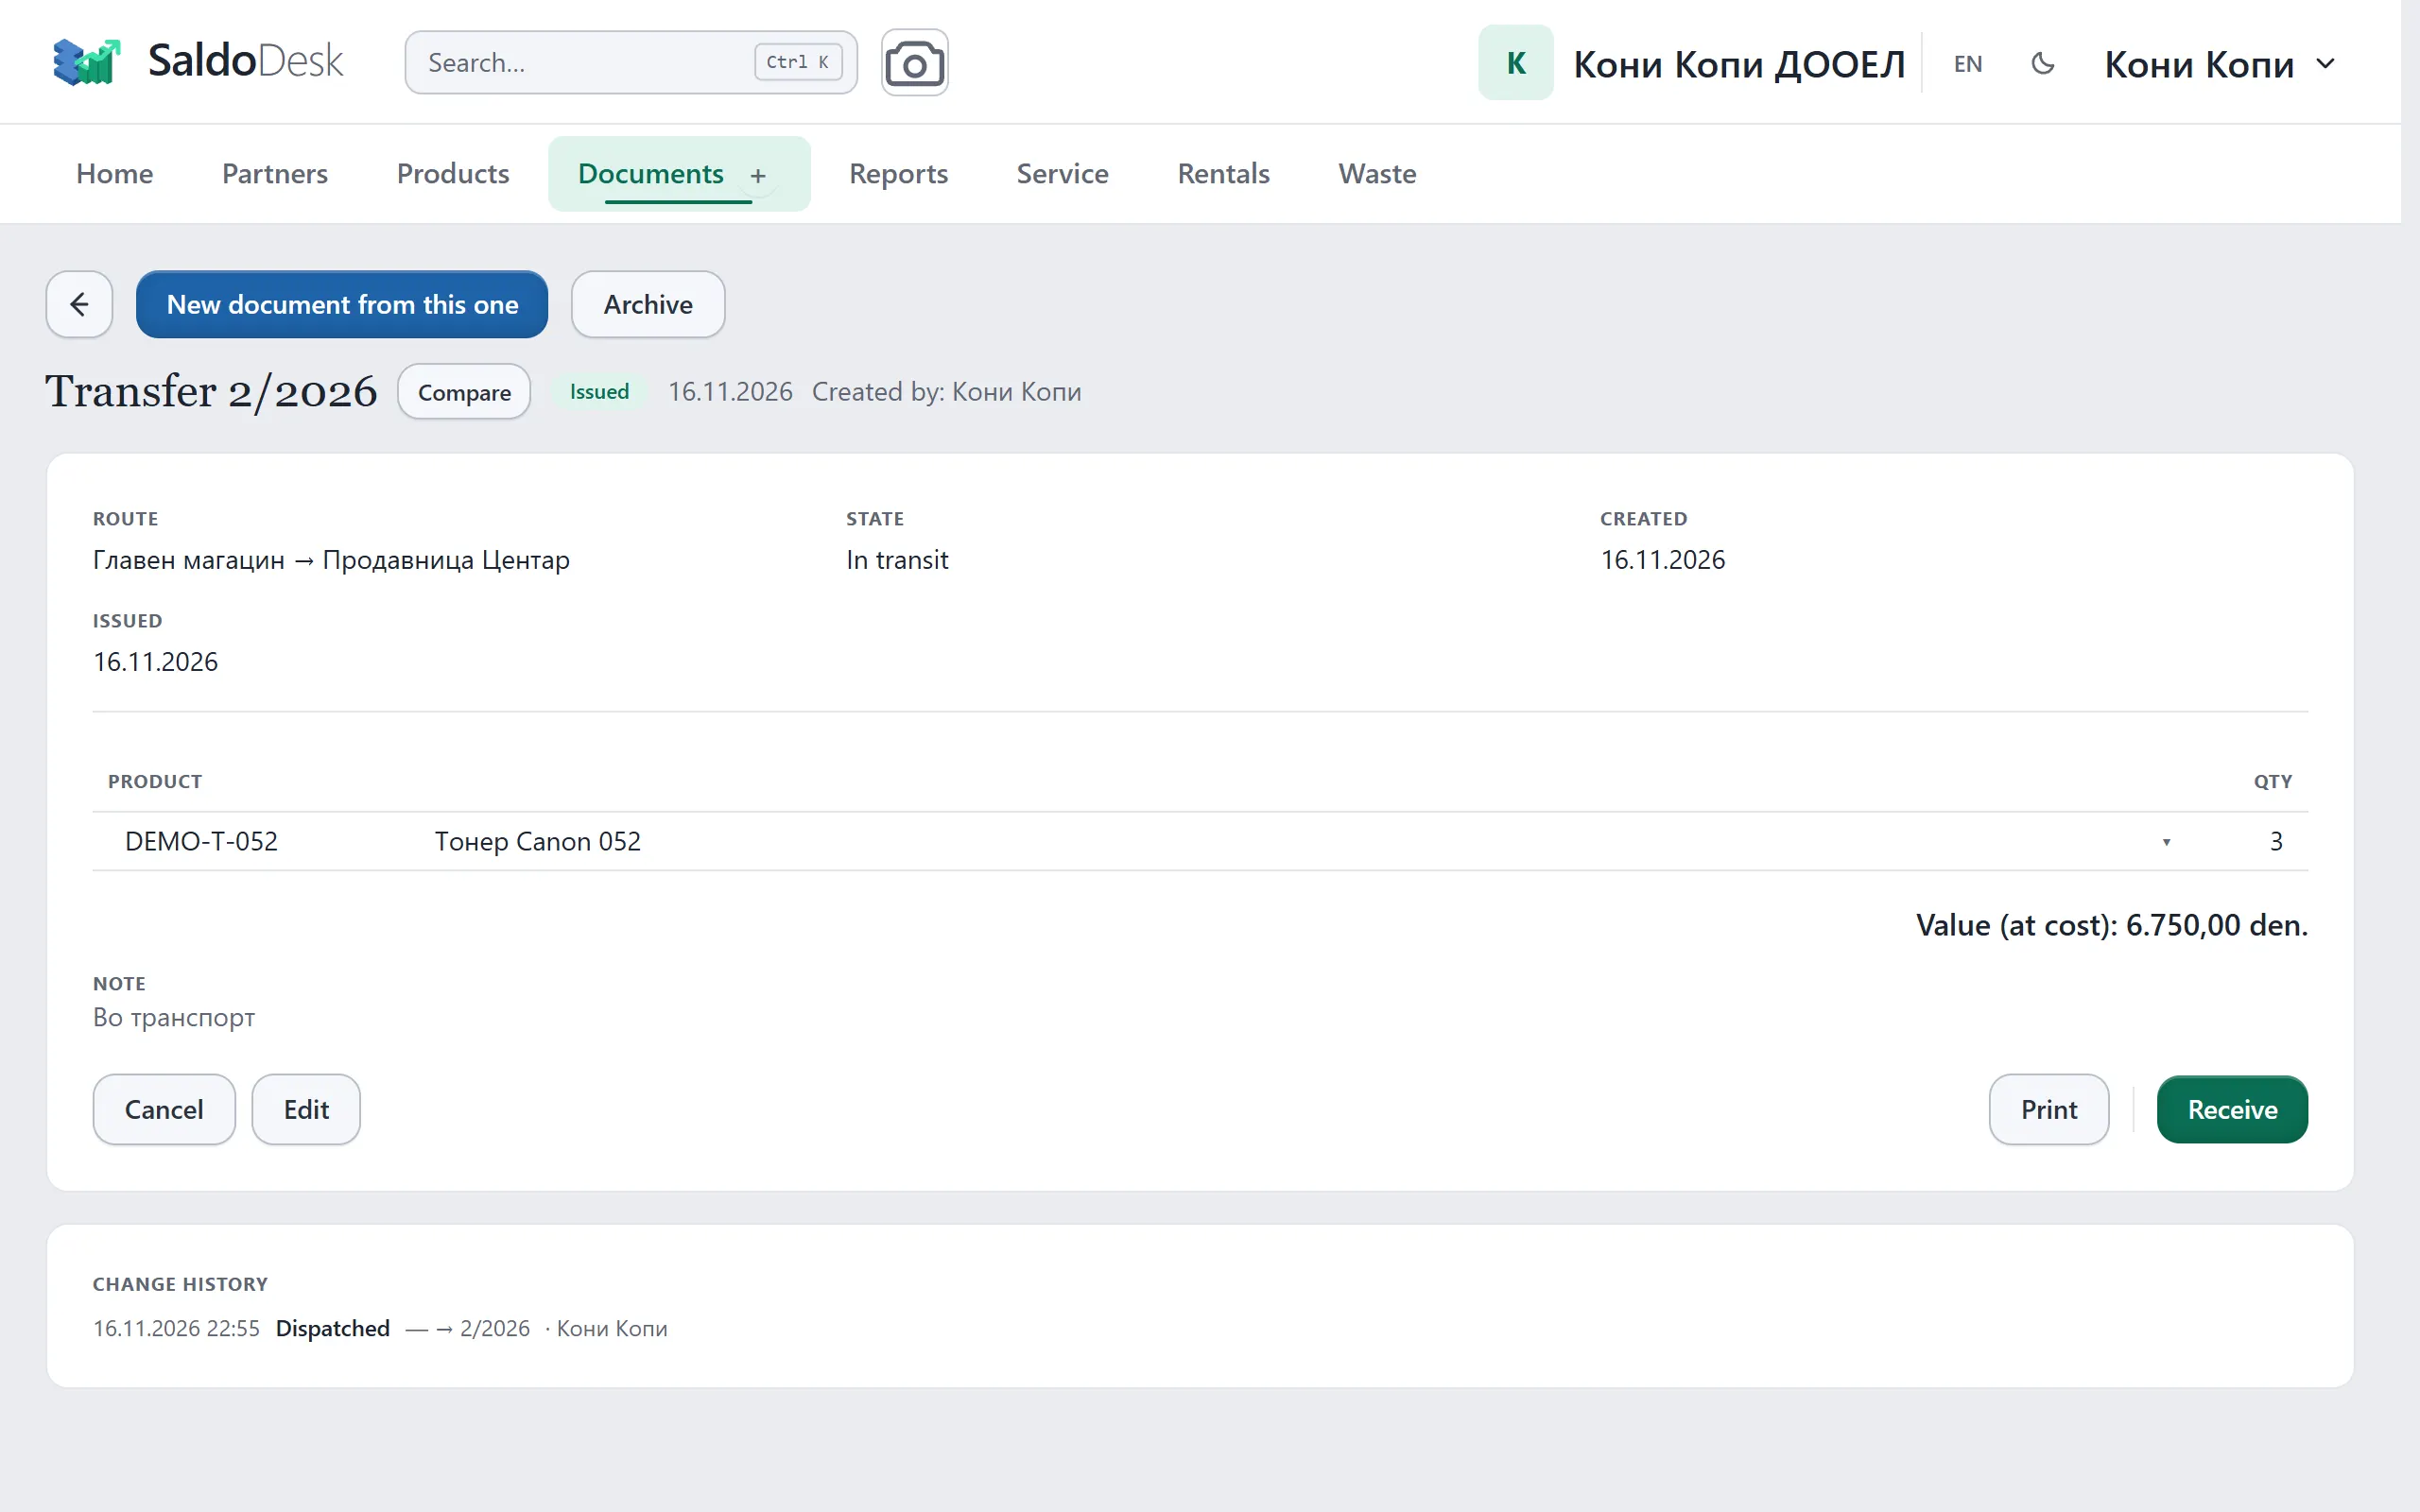 SaldoDesk
Search...
Ctrl K
К
Кони Копи ДООЕЛ
EN
Кони Копи
Home
Partners
Products
Documents +
Reports
Service
Rentals
Waste
New document from this one
Archive
Transfer 2/2026
Compare
Issued
16.11.2026
Created by: Кони Копи
ROUTE
Главен магацин → Продавница Центар
STATE
In transit
CREATED
16.11.2026
ISSUED
16.11.2026
PRODUCT
QTY
DEMO-T-052
Тонер Canon 052
3
Value (at cost): 6.750,00 den.
NOTE
Во транспорт
Cancel
Edit
Print
Receive
CHANGE HISTORY
16.11.2026 22:55 Dispatched — → 2/2026 · Кони Копи